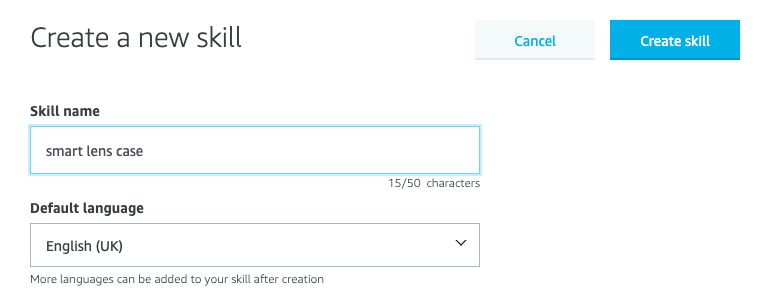 Create a new skill
Cancel
Create skill
Skill name
smart lens case
15/50 characters
Default language
English (UK)
More languages can be added to your skill after creation